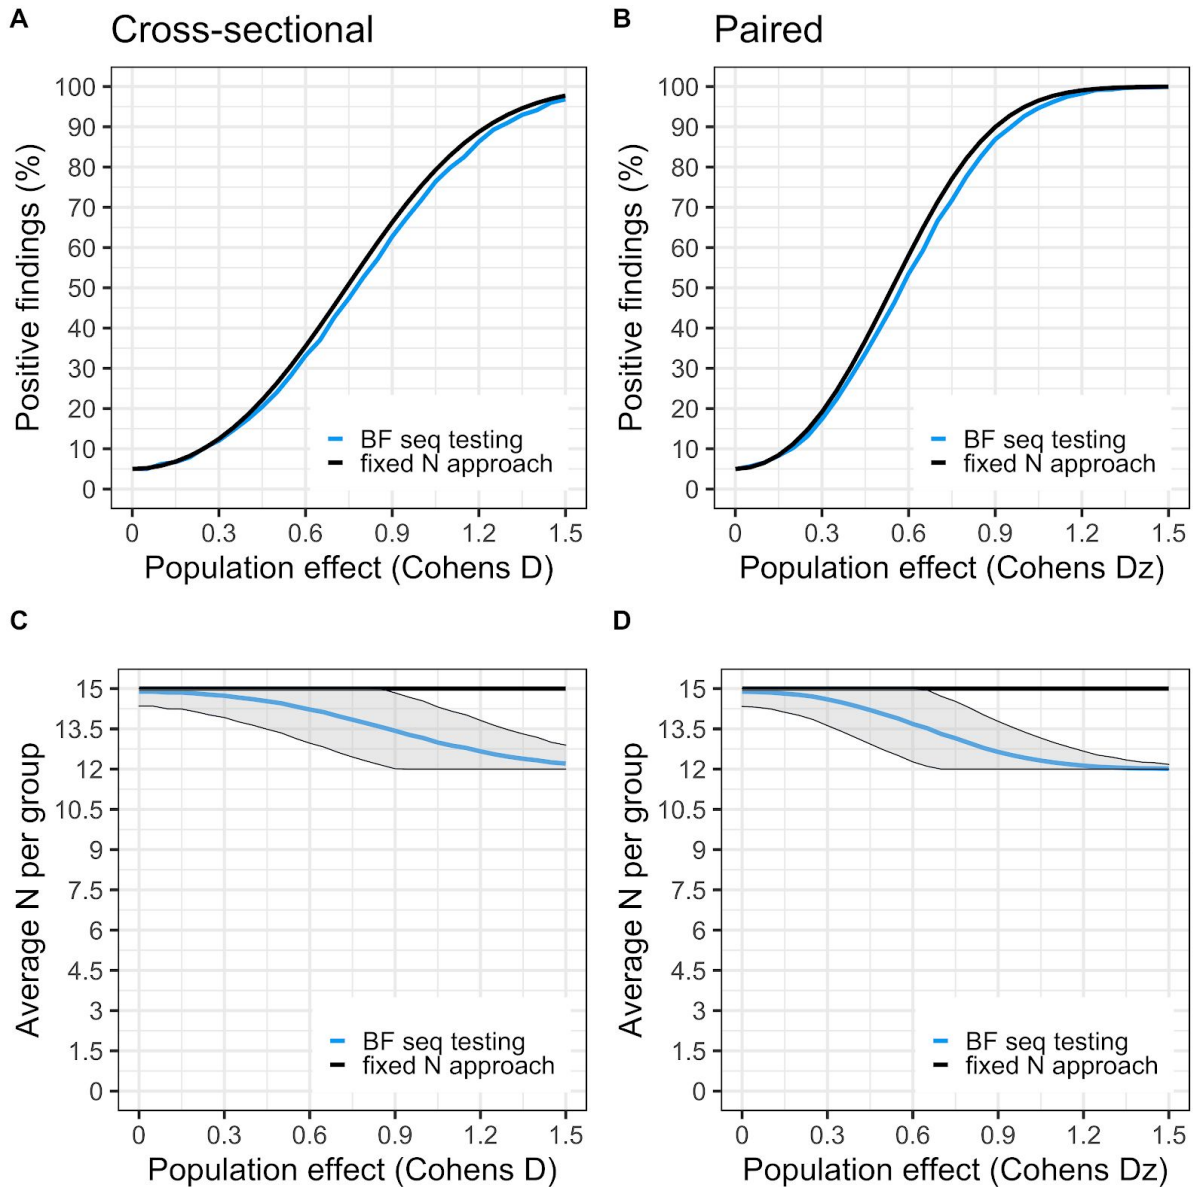 A
Cross-sectional
Positive findings (%)
100
90
80
70
60
50
40
30
20
10
0
BF seq testing
fixed N approach
0 0.3 0.6 0.9 1.2 1.5
Population effect (Cohens D)
B
Paired
Positive findings (%)
100
90
80
70
60
50
40
30
20
10
0
BF seq testing
fixed N approach
0 0.3 0.6 0.9 1.2 1.5
Population effect (Cohens Dz)
C
Average N per group
15
13.5
12
10.5
9
7.5
6
4.5
3
1.5
0
BF seq testing
fixed N approach
0 0.3 0.6 0.9 1.2 1.5
Population effect (Cohens D)
D
Average N per group
15
13.5
12
10.5
9
7.5
6
4.5
3
1.5
0
BF seq testing
fixed N approach
0 0.3 0.6 0.9 1.2 1.5
Population effect (Cohens Dz)